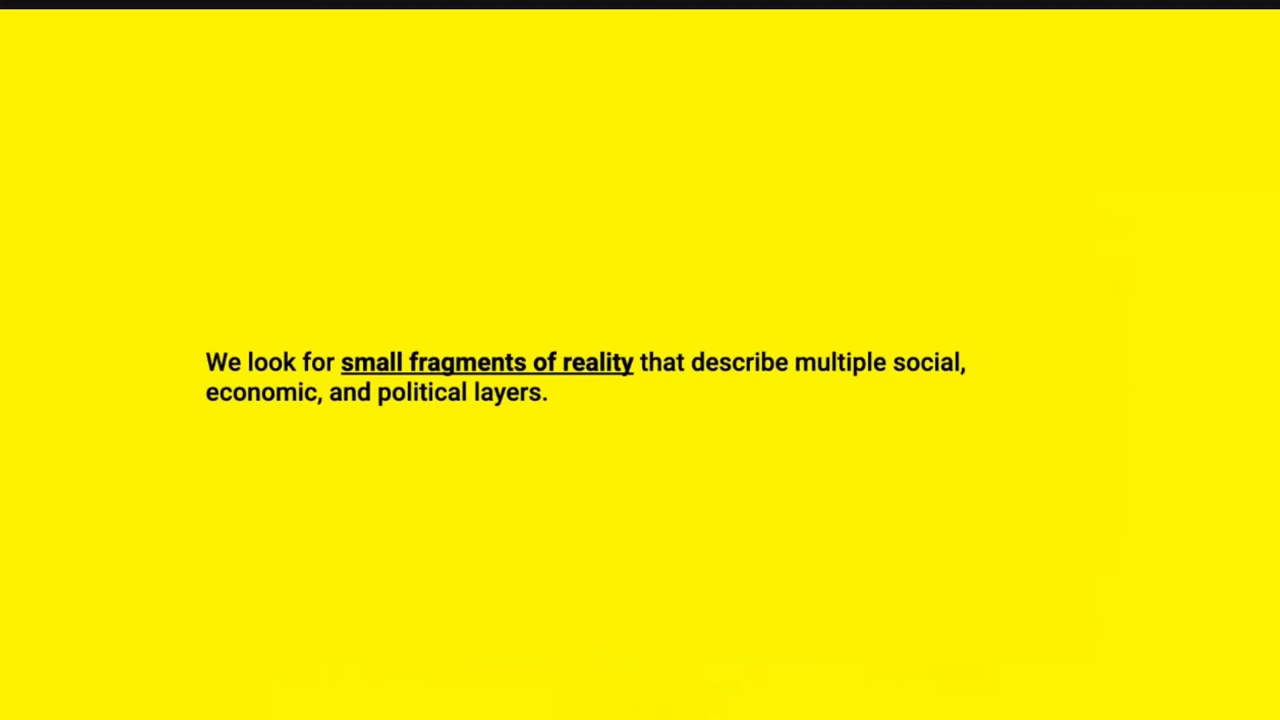 We look for small fragments of reality that describe multiple social,
economic, and political layers.